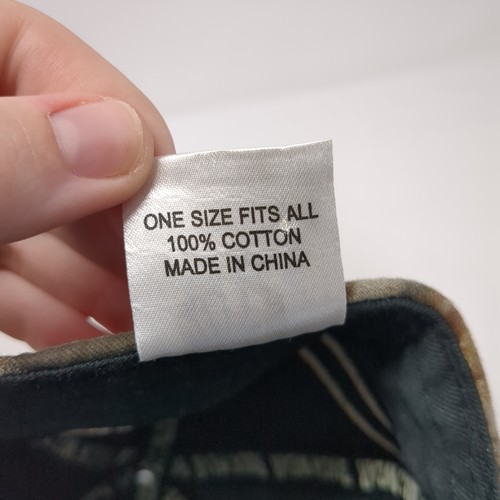 ONE SIZE FITS ALL
100% COTTON
MADE IN CHINA